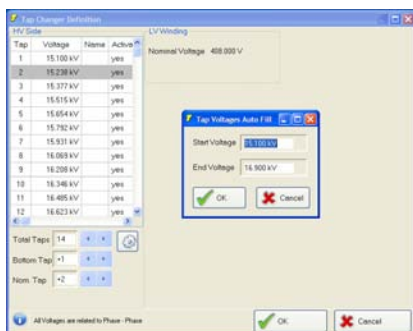 Tap Changer Definition
HV Side
Tap Voltage Name Active
1 15.100 kV yes
2 15.238 kV yes
3 15.377 kV yes
4 15.515 kV yes
5 15.654 kV yes
6 15.792 kV yes
7 15.931 kV yes
8 16.069 kV yes
9 16.208 kV yes
10 16.346 kV yes
11 16.485 kV yes
12 16.623 kV yes
Total Taps 14
Bottom Tap +1
Nom. Tap +2
LV Winding
Nominal Voltage 408.000 V
Tap Voltages Auto Fill
Start Voltage 15.100 kV
End Voltage 16.900 kV
OK Cancel
All Voltages are related to Phase - Phase
OK Cancel